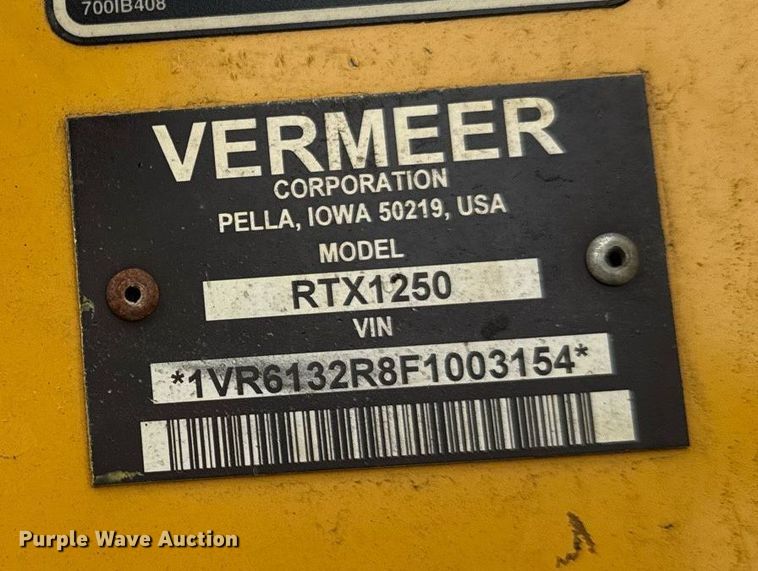 700IB408
VERMEER
CORPORATION
PELLA, IOWA 50219, USA
MODEL
RTX1250
VIN
*1VR6132R8F1003154*
Purple Wave Auction